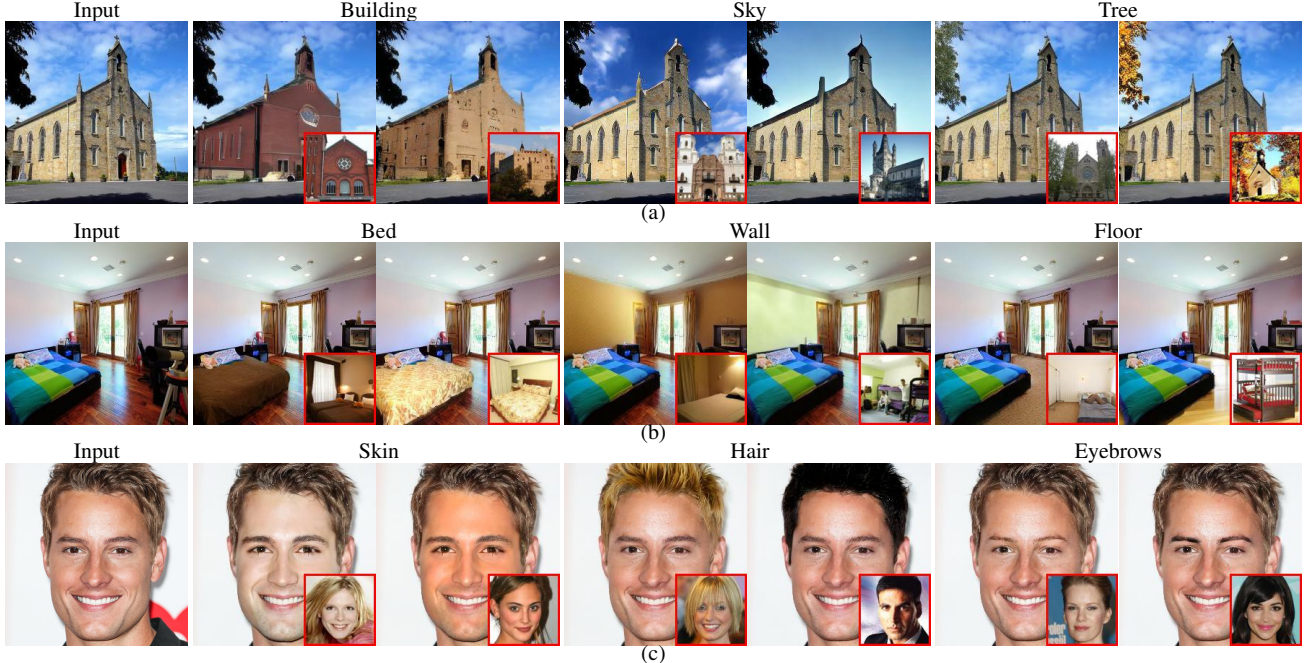 Input Building Sky Tree
(a)
Input Bed Wall Floor
(b)
Input Skin Hair Eyebrows
(c)